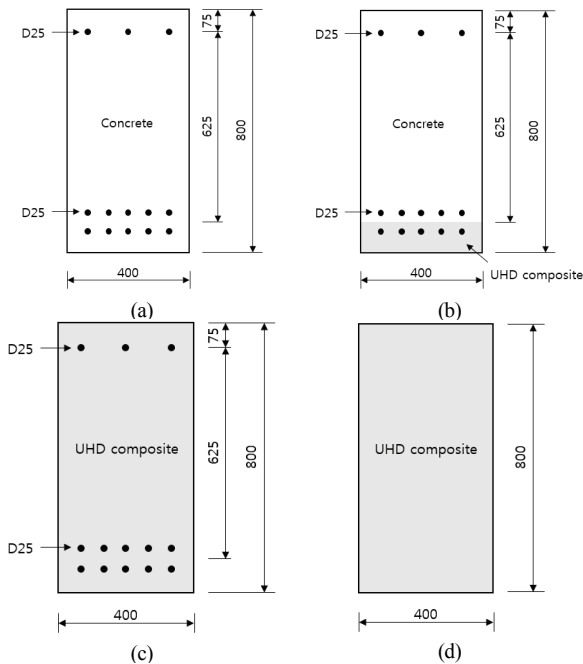 D25
Concrete
D25
75
625
800
400
(a)
D25
Concrete
D25
75
625
800
400
UHD composite
(b)
D25
UHD composite
D25
75
625
800
400
(c)
UHD composite
800
400
(d)